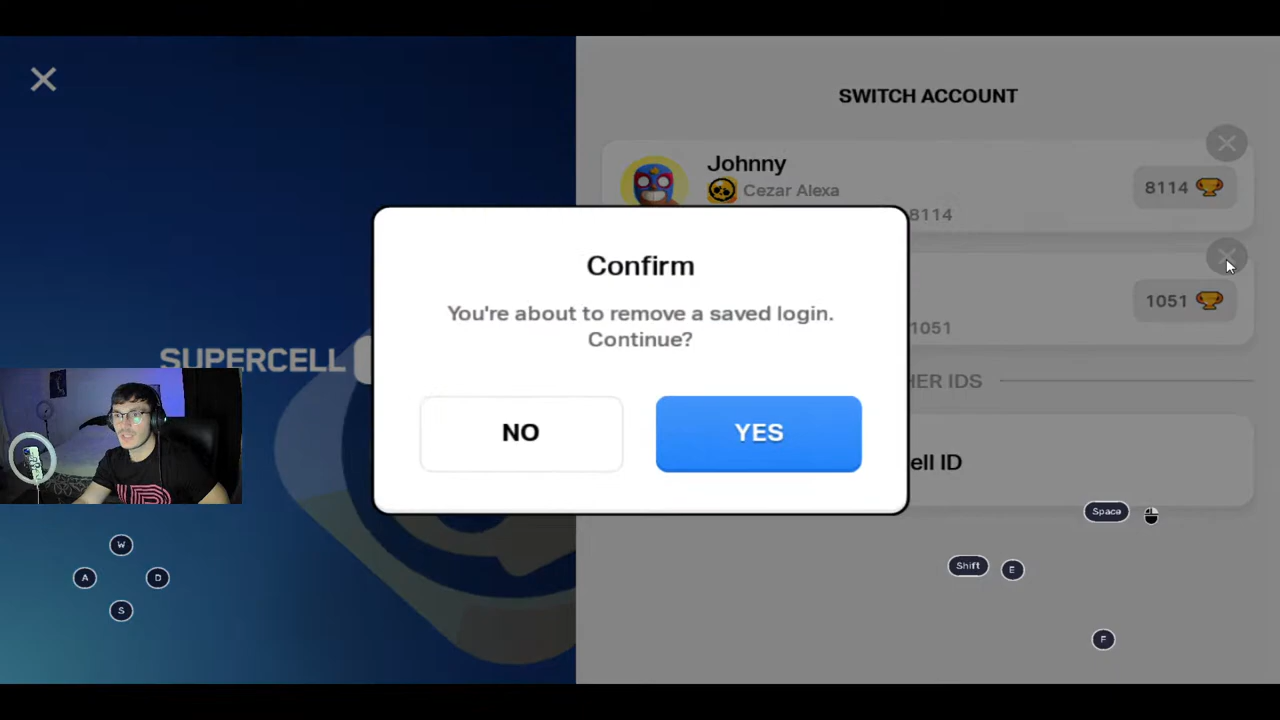 SWITCH ACCOUNT
Johnny
Cezar Alexa
8114
8114
1051
1051
SUPERCELL
Confirm
You're about to remove a saved login.
Continue?
NO
YES
HER IDS
ell ID
Space
Shift
E
F
W
A
D
S